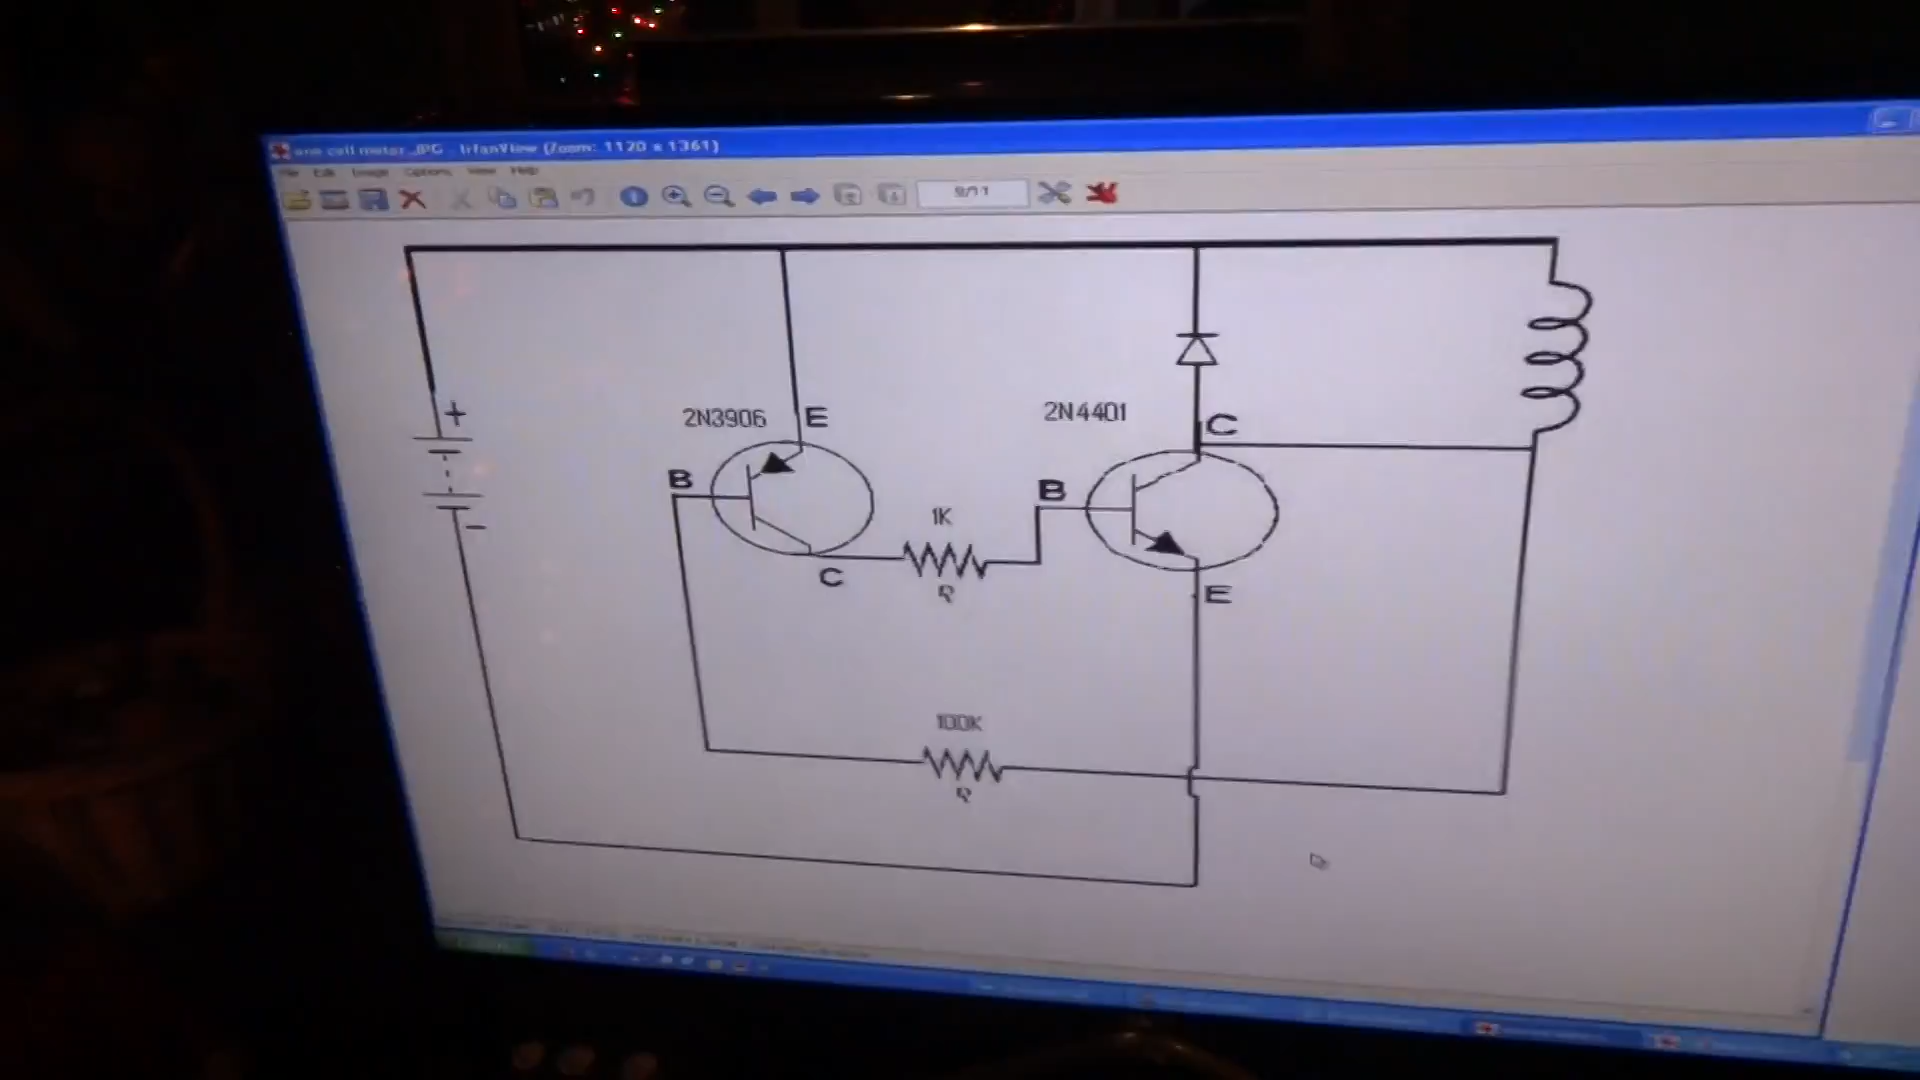 one coil motor.JPG - IrfanView (Zoom: 1120 x 1361)
File Edit Image Options View Help
9/11
+
-
2N3906
E
B
C
1K
R
2N4401
C
B
E
100K
R